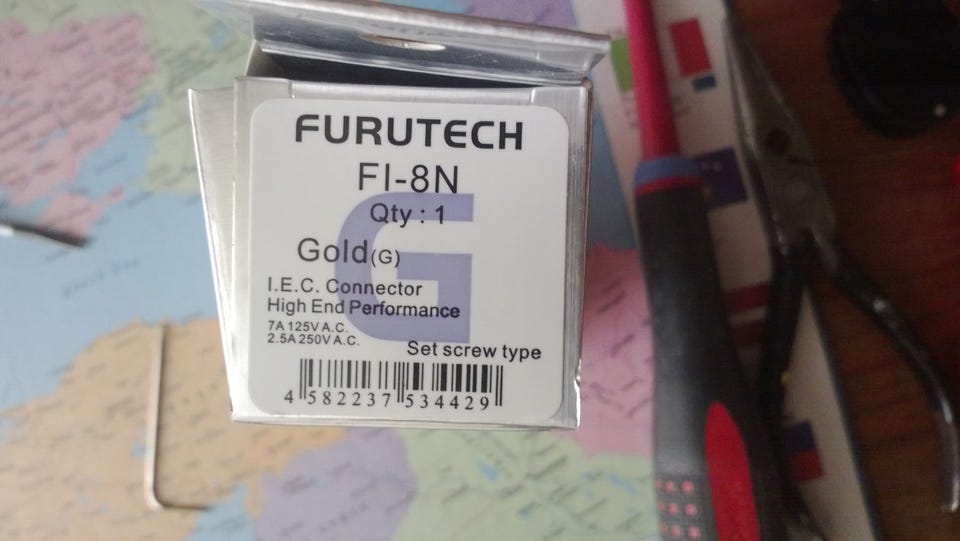 FURUTECH
FI-8N
Qty : 1
Gold(G)
G
I.E.C. Connector
High End Performance
7A 125V A.C.
2.5A 250V A.C.
Set screw type
4 582237 534429